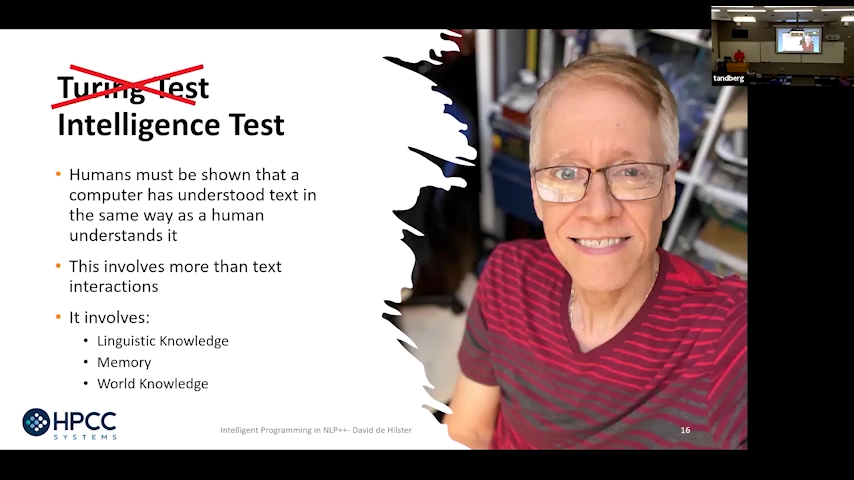 Turing Test
Intelligence Test
• Humans must be shown that a
computer has understood text in
the same way as a human
understands it
• This involves more than text
interactions
• It involves:
• Linguistic Knowledge
• Memory
• World Knowledge
HPCC
SYSTEMS
Intelligent Programming in NLP++- David de Hilster
16
tandberg